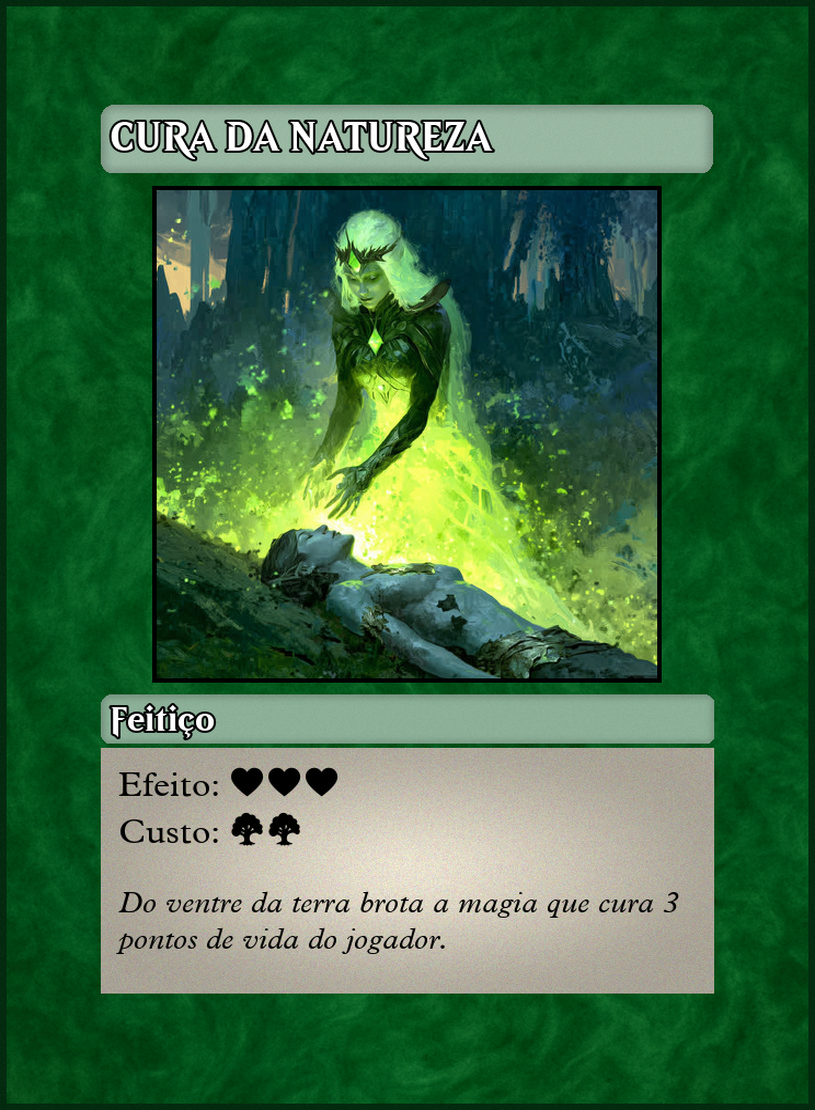 CURA DA NATUREZA
Feitiço
Efeito: ♥♥♥
Custo: 🌳🌳
Do ventre da terra brota a magia que cura 3
pontos de vida do jogador.